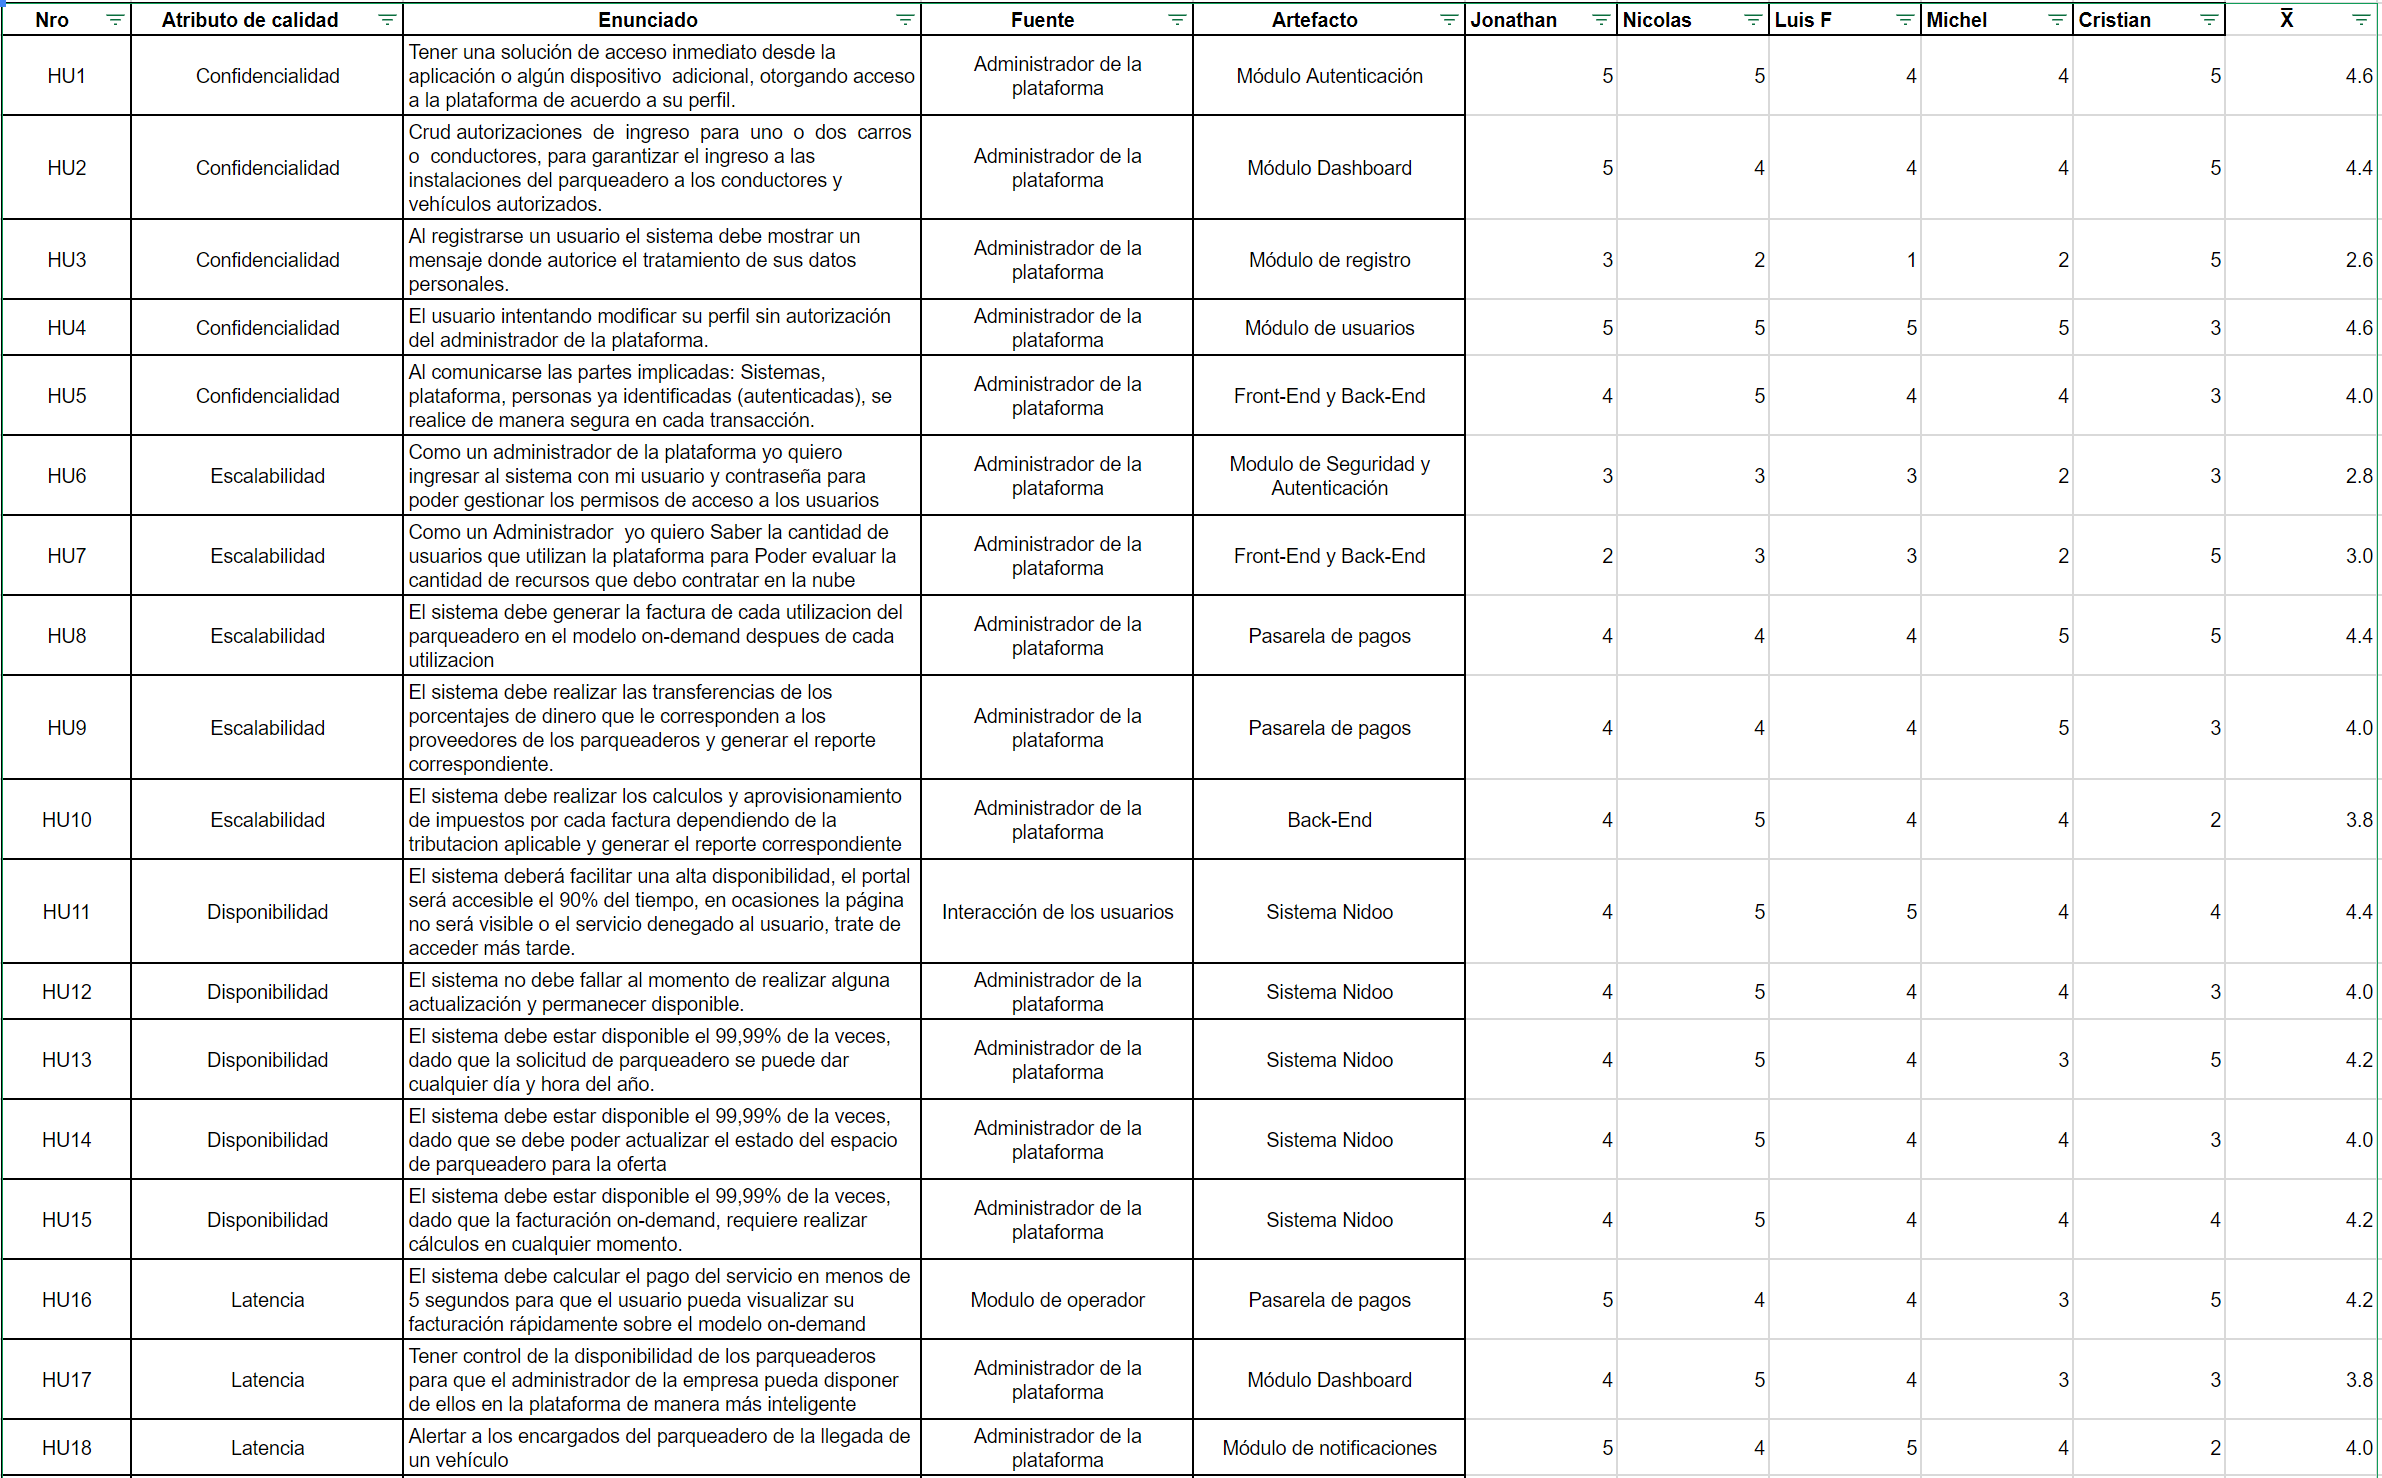 Nro Atributo de calidad Enunciado Fuente Artefacto Jonathan Nicolas Luis F Michel Cristian X̅
HU1 Confidencialidad Tener una solución de acceso inmediato desde la
aplicación o algún dispositivo adicional, otorgando acceso
a la plataforma de acuerdo a su perfil. Administrador de la
plataforma Módulo Autenticación 5 5 4 4 5 4.6
HU2 Confidencialidad Crud autorizaciones de ingreso para uno o dos carros
o conductores, para garantizar el ingreso a las
instalaciones del parqueadero a los conductores y
vehículos autorizados. Administrador de la
plataforma Módulo Dashboard 5 4 4 4 5 4.4
HU3 Confidencialidad Al registrarse un usuario el sistema debe mostrar un
mensaje donde autorice el tratamiento de sus datos
personales. Administrador de la
plataforma Módulo de registro 3 2 1 2 5 2.6
HU4 Confidencialidad El usuario intentando modificar su perfil sin autorización
del administrador de la plataforma. Administrador de la
plataforma Módulo de usuarios 5 5 5 5 3 4.6
HU5 Confidencialidad Al comunicarse las partes implicadas: Sistemas,
plataforma, personas ya identificadas (autenticadas), se
realice de manera segura en cada transacción. Administrador de la
plataforma Front-End y Back-End 4 5 4 4 3 4.0
HU6 Escalabilidad Como un administrador de la plataforma yo quiero
ingresar al sistema con mi usuario y contraseña para
poder gestionar los permisos de acceso a los usuarios Administrador de la
plataforma Modulo de Seguridad y
Autenticación 3 3 3 2 3 2.8
HU7 Escalabilidad Como un Administrador yo quiero Saber la cantidad de
usuarios que utilizan la plataforma para Poder evaluar la
cantidad de recursos que debo contratar en la nube Administrador de la
plataforma Front-End y Back-End 2 3 3 2 5 3.0
HU8 Escalabilidad El sistema debe generar la factura de cada utilizacion del
parqueadero en el modelo on-demand despues de cada
utilizacion Administrador de la
plataforma Pasarela de pagos 4 4 4 5 5 4.4
HU9 Escalabilidad El sistema debe realizar las transferencias de los
porcentajes de dinero que le corresponden a los
proveedores de los parqueaderos y generar el reporte
correspondiente. Administrador de la
plataforma Pasarela de pagos 4 4 4 5 3 4.0
HU10 Escalabilidad El sistema debe realizar los calculos y aprovisionamiento
de impuestos por cada factura dependiendo de la
tributacion aplicable y generar el reporte correspondiente Administrador de la
plataforma Back-End 4 5 4 4 2 3.8
HU11 Disponibilidad El sistema deberá facilitar una alta disponibilidad, el portal
será accesible el 90% del tiempo, en ocasiones la página
no será visible o el servicio denegado al usuario, trate de
acceder más tarde. Interacción de los usuarios Sistema Nidoo 4 5 5 4 4 4.4
HU12 Disponibilidad El sistema no debe fallar al momento de realizar alguna
actualización y permanecer disponible. Administrador de la
plataforma Sistema Nidoo 4 5 4 4 3 4.0
HU13 Disponibilidad El sistema debe estar disponible el 99,99% de la veces,
dado que la solicitud de parqueadero se puede dar
cualquier día y hora del año. Administrador de la
plataforma Sistema Nidoo 4 5 4 3 5 4.2
HU14 Disponibilidad El sistema debe estar disponible el 99,99% de la veces,
dado que se debe poder actualizar el estado del espacio
de parqueadero para la oferta Administrador de la
plataforma Sistema Nidoo 4 5 4 4 3 4.0
HU15 Disponibilidad El sistema debe estar disponible el 99,99% de la veces,
dado que la facturación on-demand, requiere realizar
cálculos en cualquier momento. Administrador de la
plataforma Sistema Nidoo 4 5 4 4 4 4.2
HU16 Latencia El sistema debe calcular el pago del servicio en menos de
5 segundos para que el usuario pueda visualizar su
facturación rápidamente sobre el modelo on-demand Modulo de operador Pasarela de pagos 5 4 4 3 5 4.2
HU17 Latencia Tener control de la disponibilidad de los parqueaderos
para que el administrador de la empresa pueda disponer
de ellos en la plataforma de manera más inteligente Administrador de la
plataforma Módulo Dashboard 4 5 4 3 3 3.8
HU18 Latencia Alertar a los encargados del parqueadero de la llegada de
un vehículo Administrador de la
plataforma Módulo de notificaciones 5 4 5 4 2 4.0